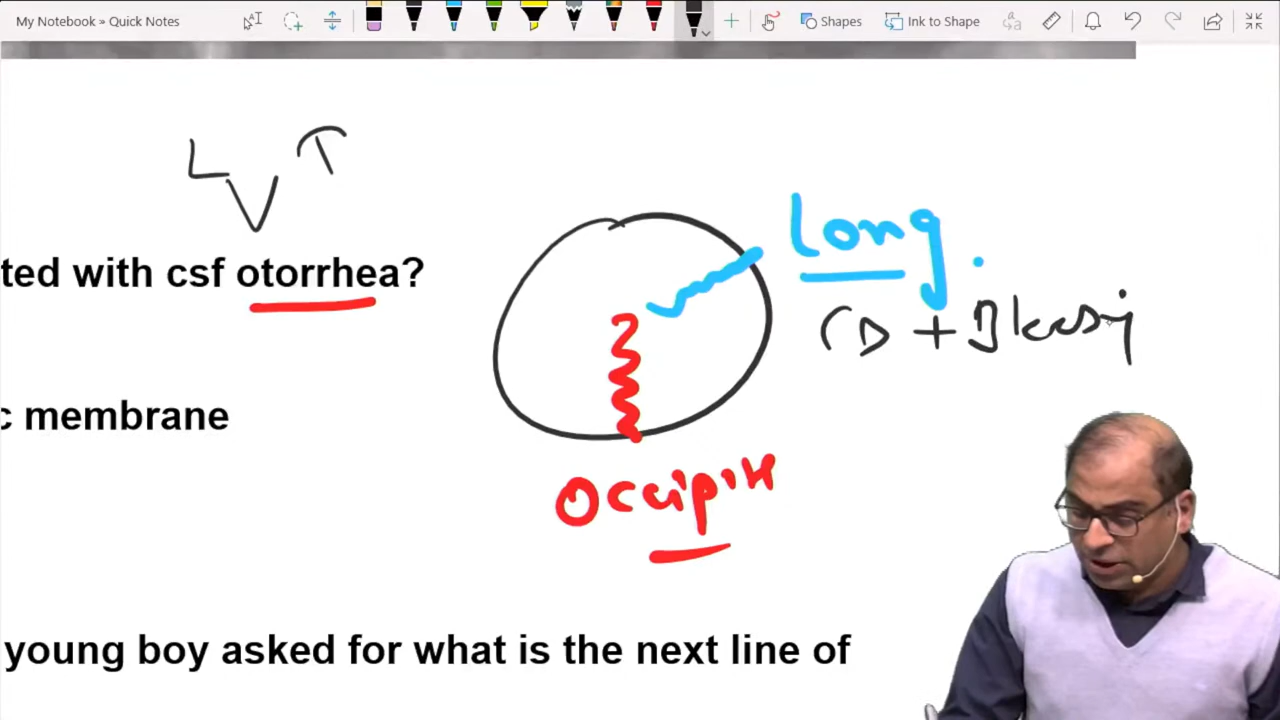 My Notebook » Quick Notes
Shapes
Ink to Shape
L V T
ted with csf otorrhea?
Long.
CD +
c membrane
Occipit
young boy asked for what is the next line of